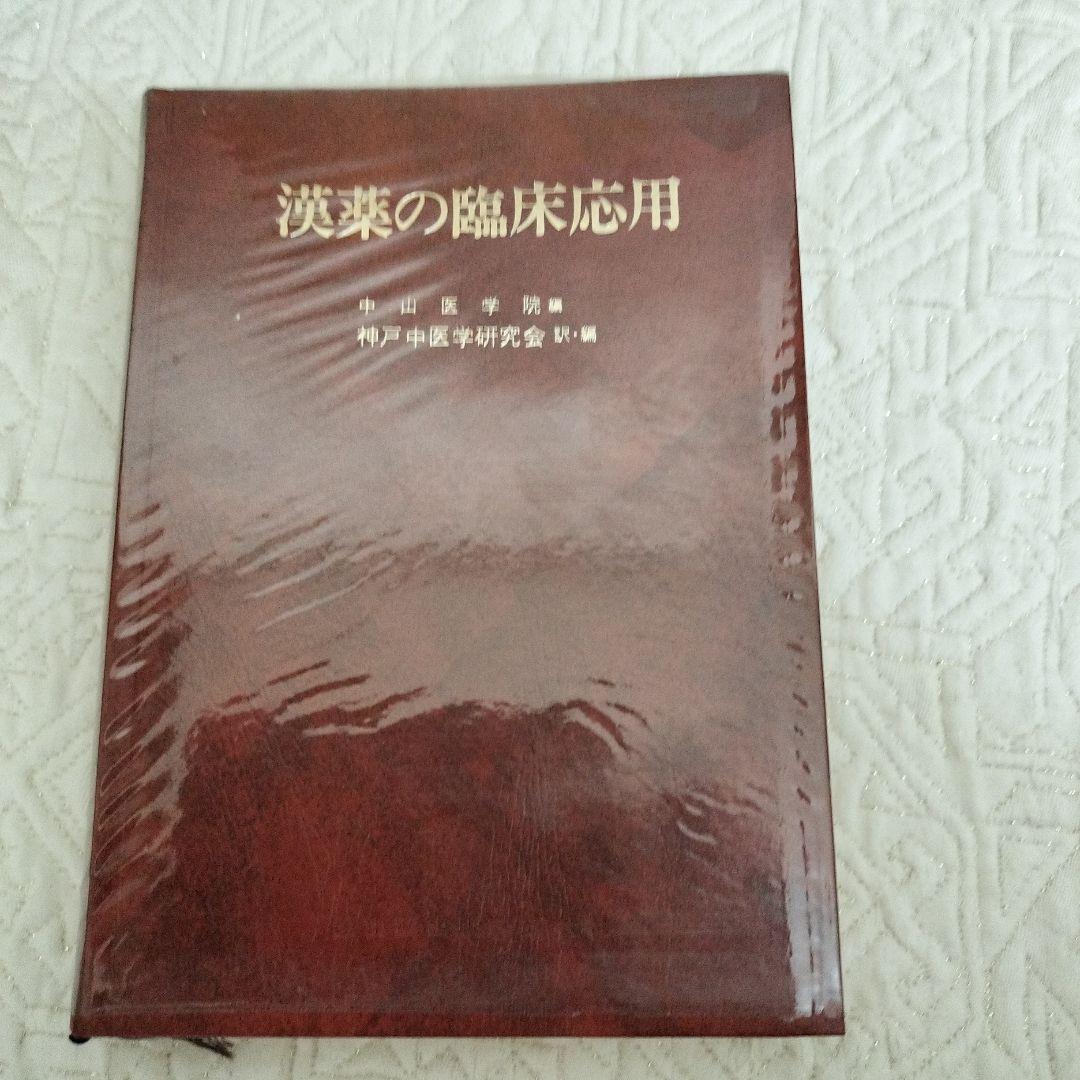 漢薬の臨床応用
中山医学院 編
神戸中医学研究会 訳・編